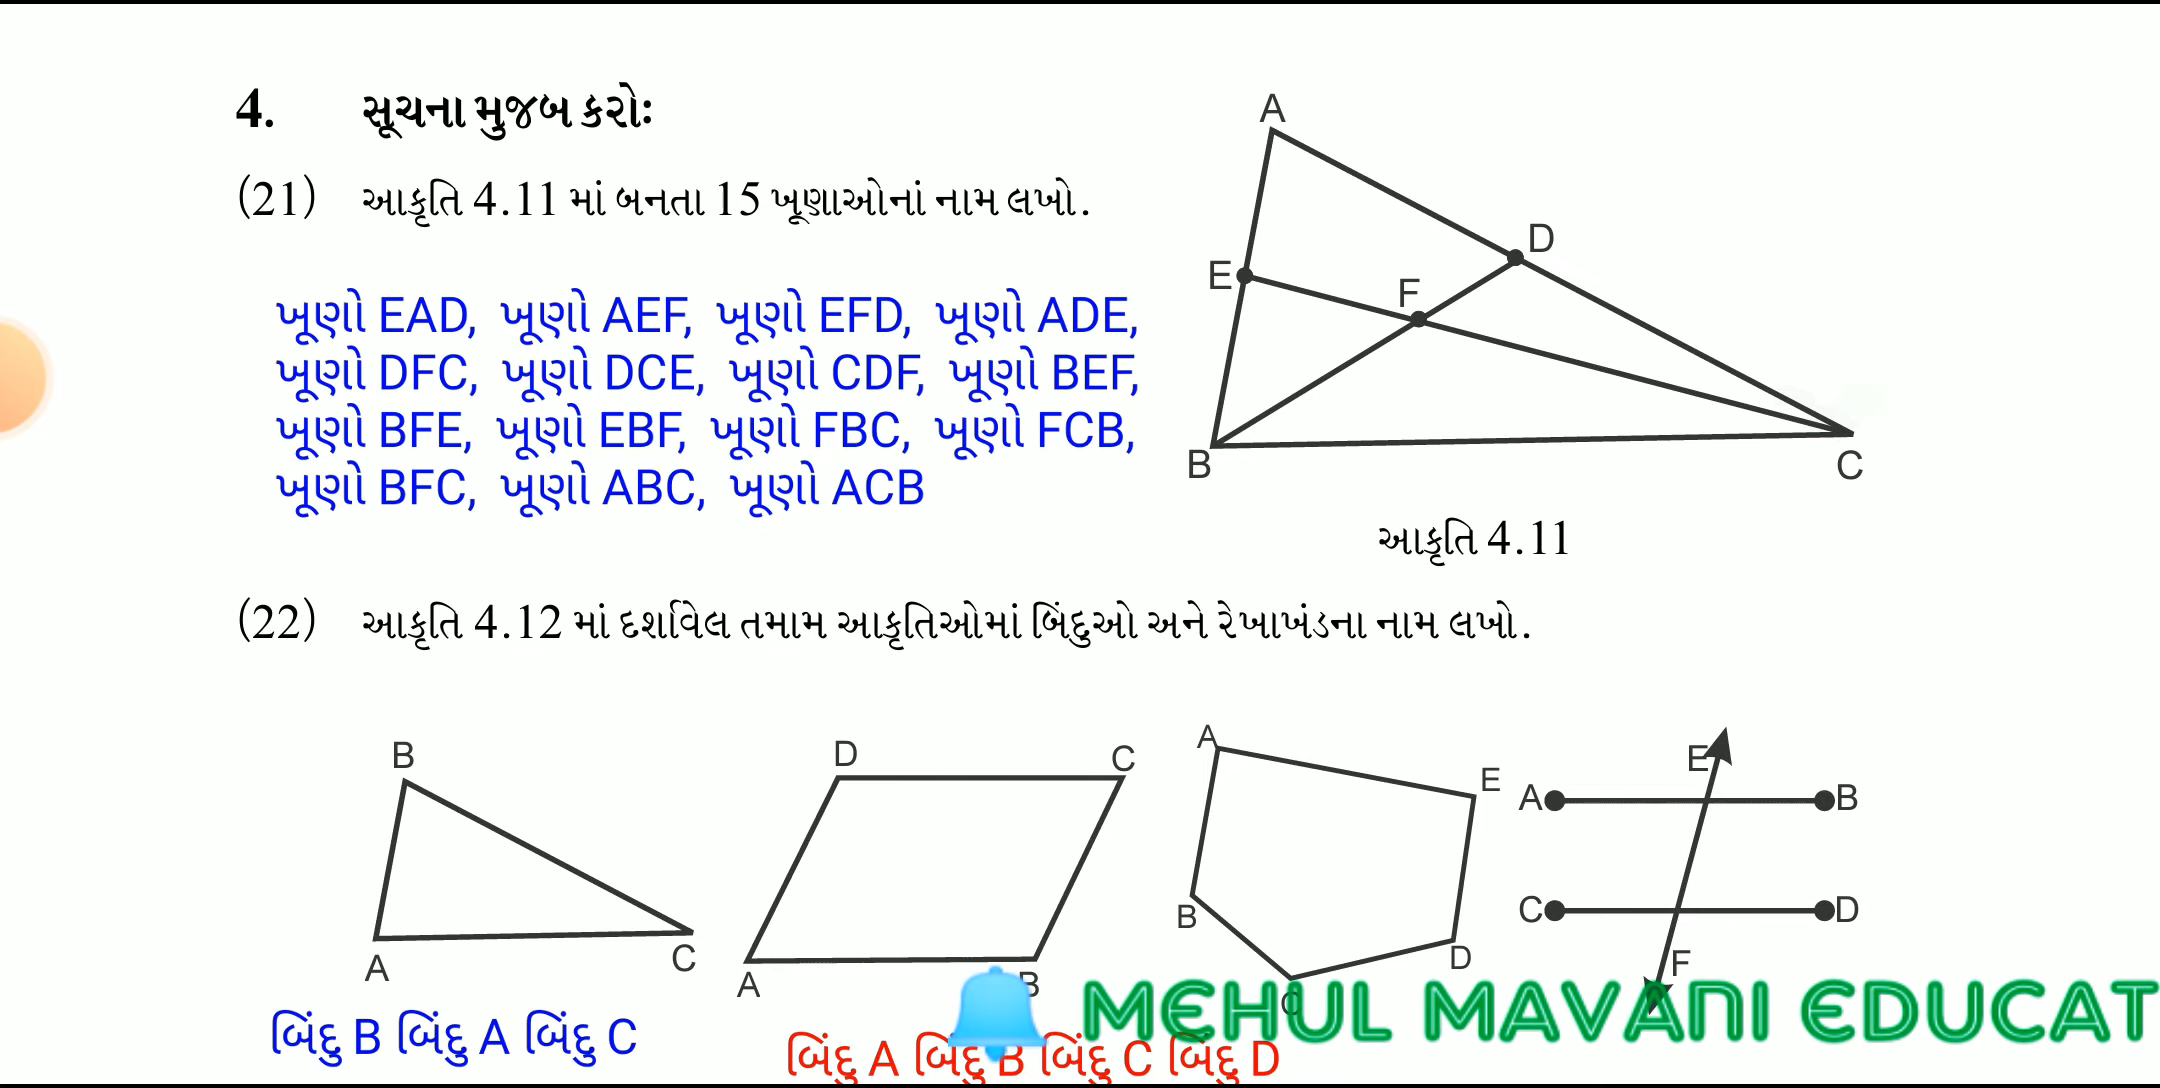 4. સૂચના મુજબ કરોઃ
(21) આકૃતિ 4.11 માં બનતા 15 ખૂણાઓનાં નામ લખો.
ખૂણો EAD, ખૂણો AEF, ખૂણો EFD, ખૂણો ADE,
ખૂણો DFC, ખૂણો DCE, ખૂણો CDF, ખૂણો BEF,
ખૂણો BFE, ખૂણો EBF, ખૂણો FBC, ખૂણો FCB,
ખૂણો BFC, ખૂણો ABC, ખૂણો ACB
A
D
E
F
B
C
આકૃતિ 4.11
(22) આકૃતિ 4.12 માં દર્શાવેલ તમામ આકૃતિઓમાં બિંદુઓ અને રેખાખંડના નામ લખો.
B
A
C
D
C
A
B
A
E
B
D
C
E
A B
C D
F
MEHUL MAVANI EDUCAT
બિંદુ B બિંદુ A બિંદુ C
બિંદુ A બિંદુ B બિંદુ C બિંદુ D